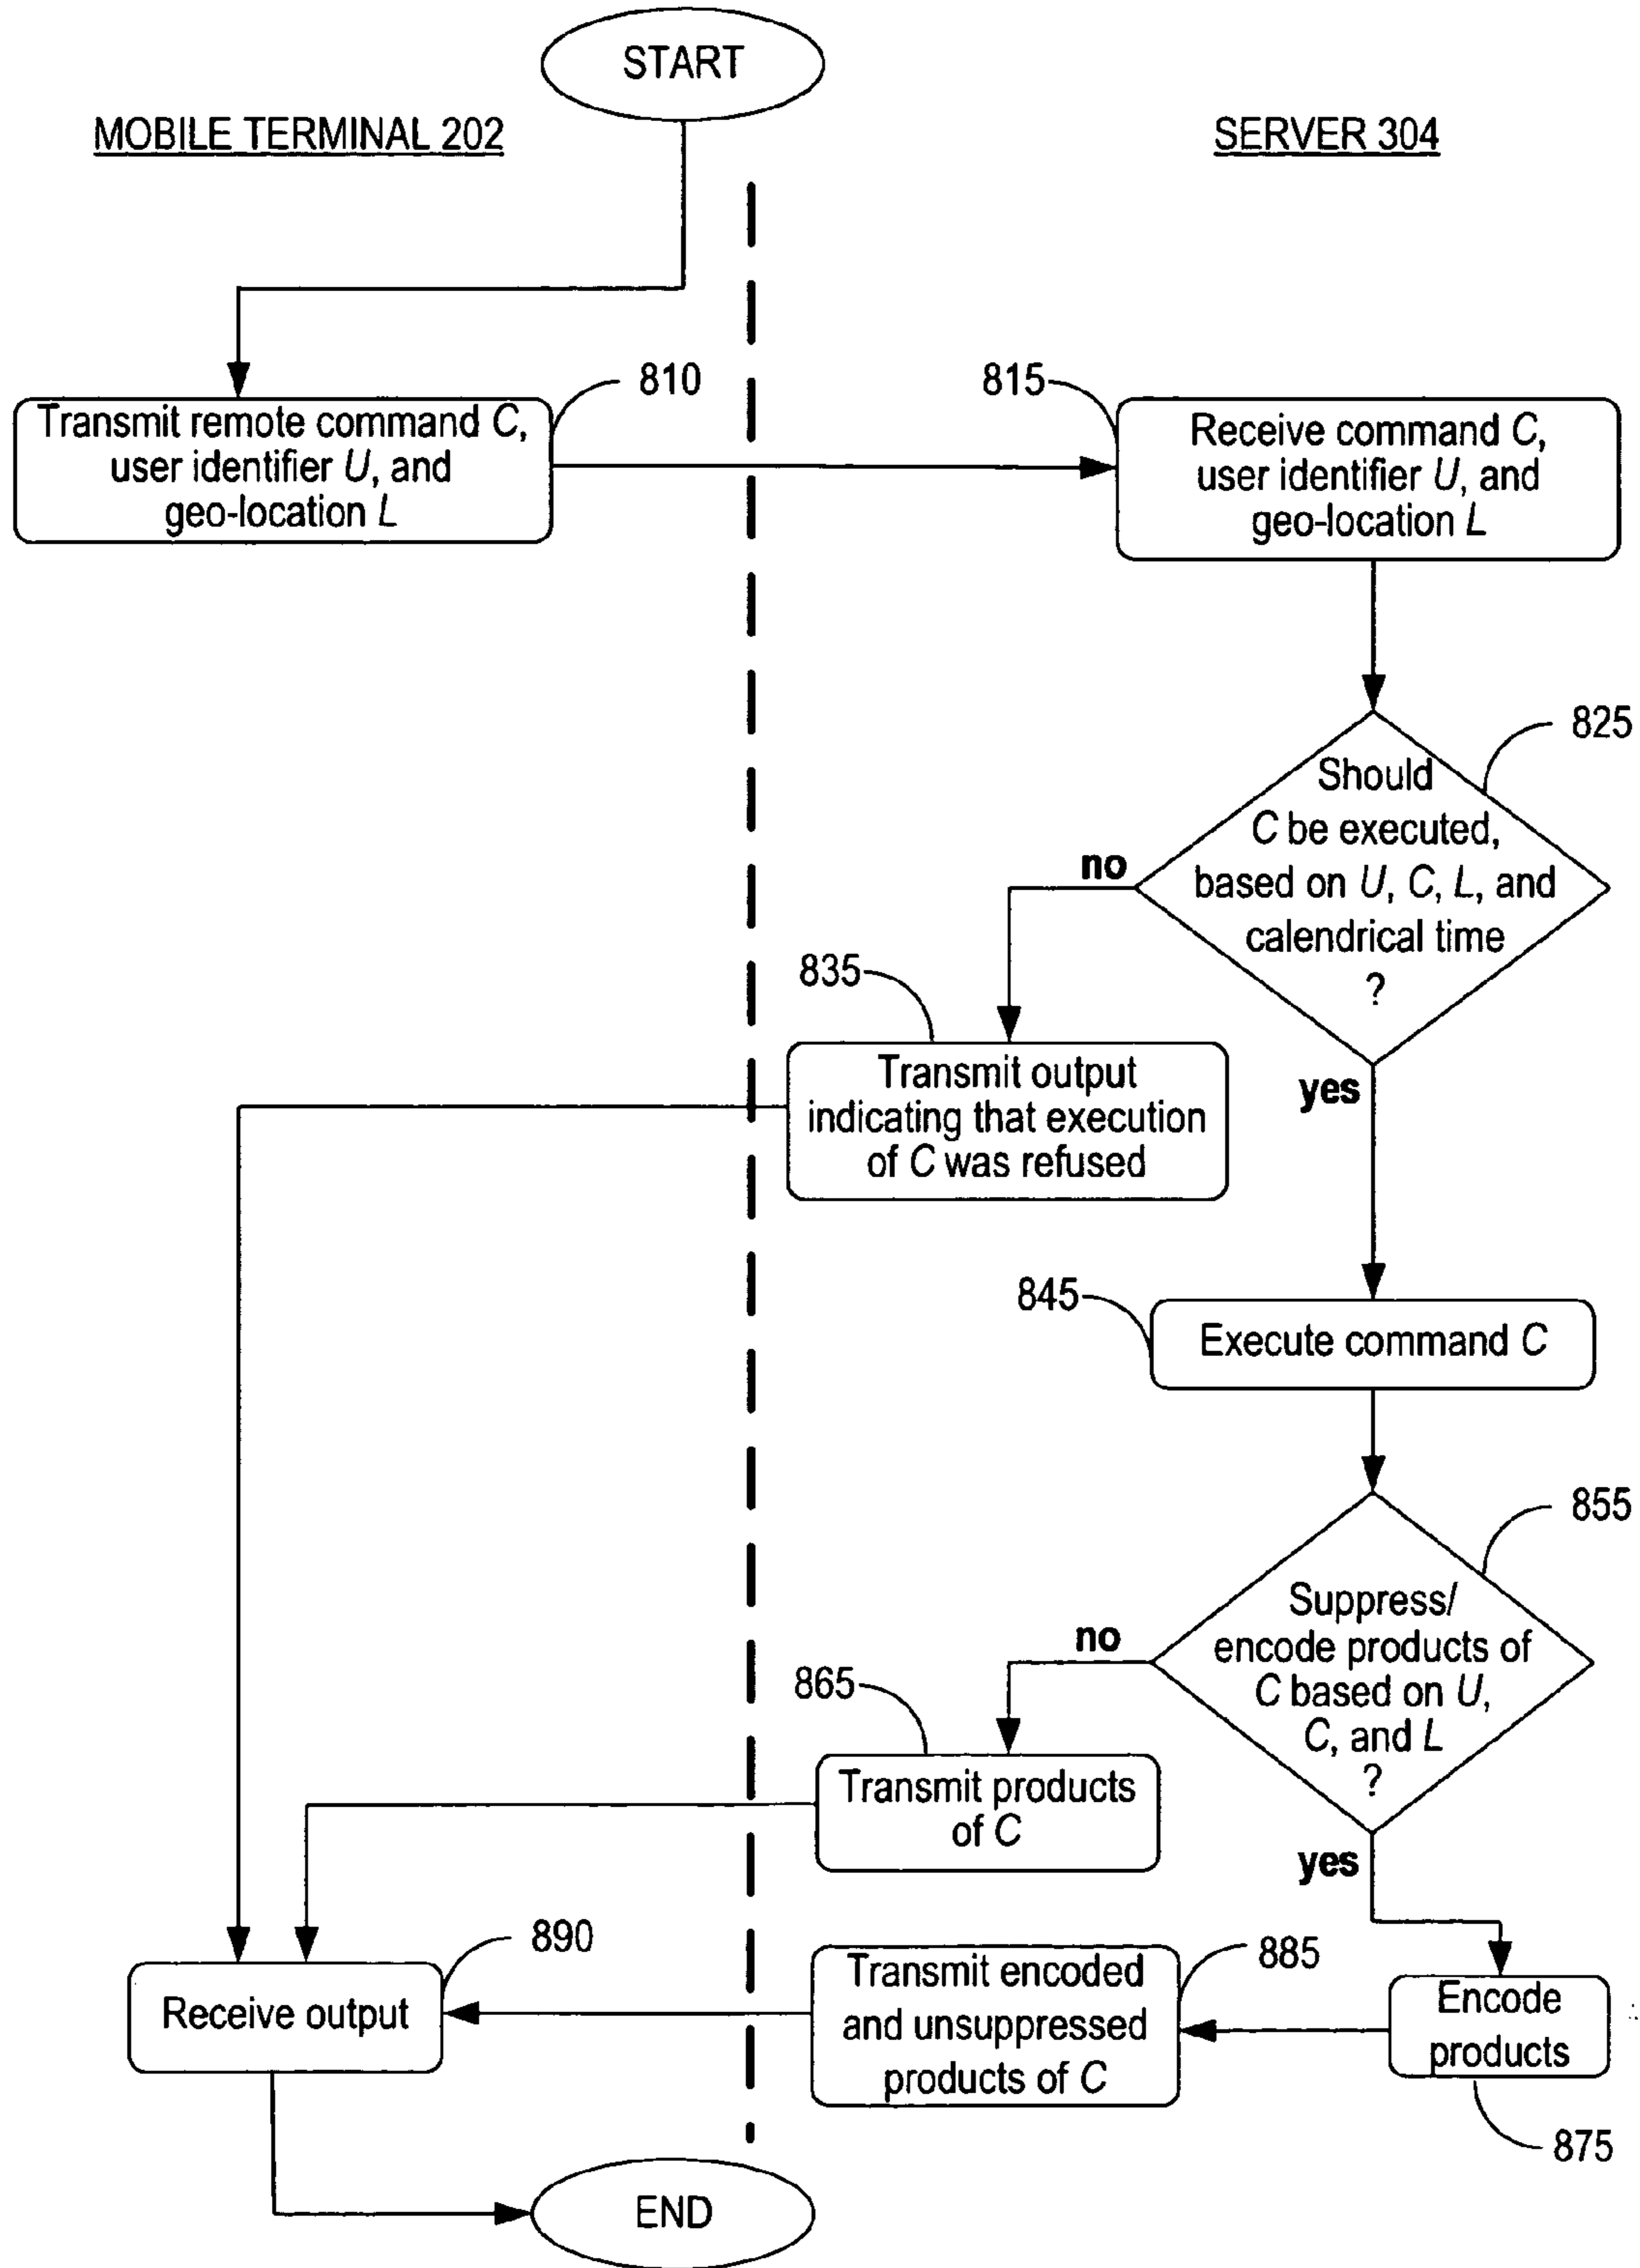 START
MOBILE TERMINAL 202
SERVER 304
810
815
Transmit remote command C,
user identifier U, and
geo-location L
Receive command C,
user identifier U, and
geo-location L
825
Should
C be executed,
based on U, C, L, and
calendrical time
?
no
yes
835
Transmit output
indicating that execution
of C was refused
845
Execute command C
855
Suppress/
encode products of
C based on U,
C, and L
?
no
yes
865
Transmit products
of C
890
Receive output
885
Transmit encoded
and unsuppressed
products of C
Encode
products
875
END